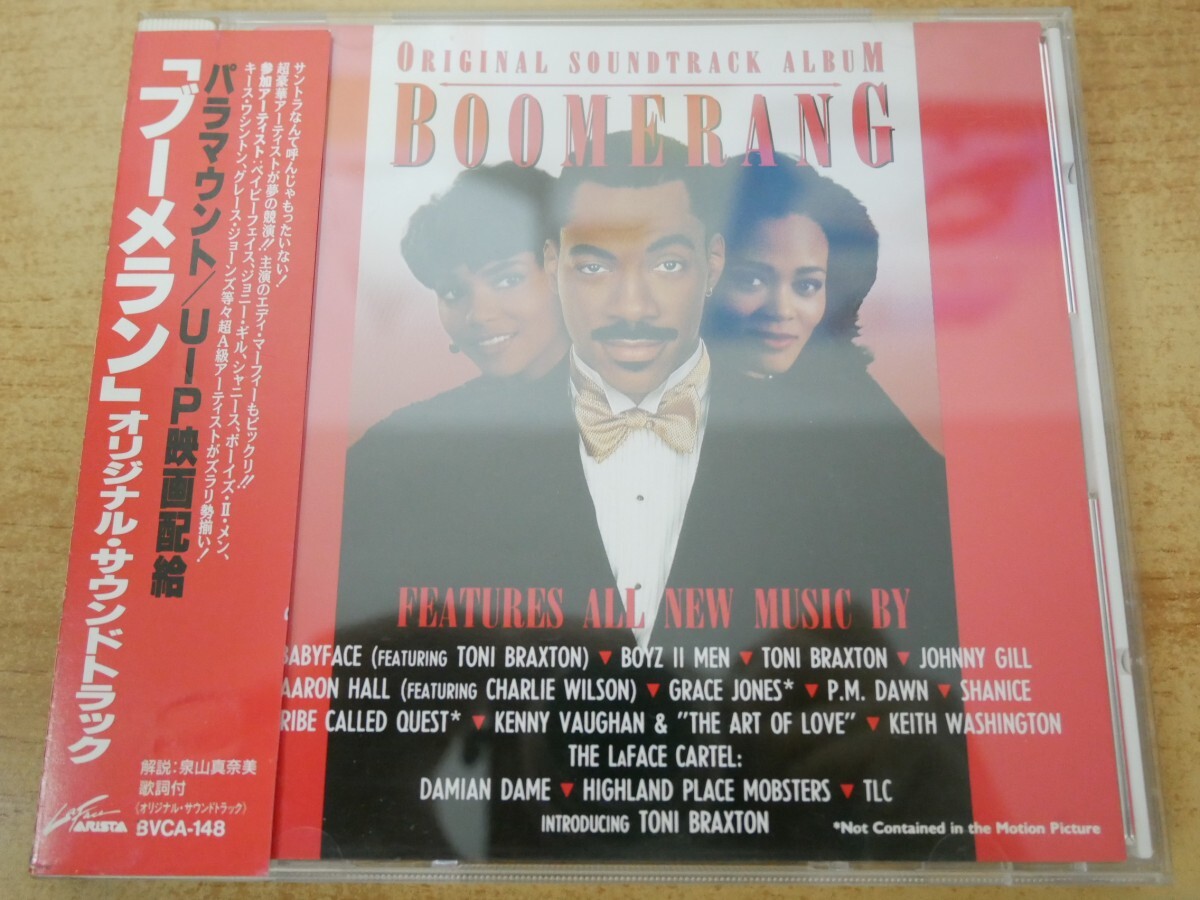 サントラなんて呼んじゃもったいない!
超豪華アーティストが夢の競演!! 主演のエディ・マーフィーもビックリ!!
参加アーティスト:ベイビーフェイス、ジョニー・ギル、シャニース、ボーイズ・II・メン、
キース・ワシントン、グレース・ジョーンズ等々超A級アーティストがズラリ勢揃い!
パラマウント/UIP映画配給
「ブーメラン」オリジナル・サウンドトラック
解説:泉山真奈美
歌詞付
(オリジナル・サウンドトラック)
LaFace
ARISTA
BVCA-148
ORIGINAL SOUNDTRACK ALBUM
BOOMERANG
FEATURES ALL NEW MUSIC BY
BABYFACE (FEATURING TONI BRAXTON) ▼ BOYZ II MEN ▼ TONI BRAXTON ▼ JOHNNY GILL
AARON HALL (FEATURING CHARLIE WILSON) ▼ GRACE JONES* ▼ P.M. DAWN ▼ SHANICE
RIBE CALLED QUEST* ▼ KENNY VAUGHAN & "THE ART OF LOVE" ▼ KEITH WASHINGTON
THE LAFACE CARTEL:
DAMIAN DAME ▼ HIGHLAND PLACE MOBSTERS ▼ TLC
INTRODUCING TONI BRAXTON
*Not Contained in the Motion Picture